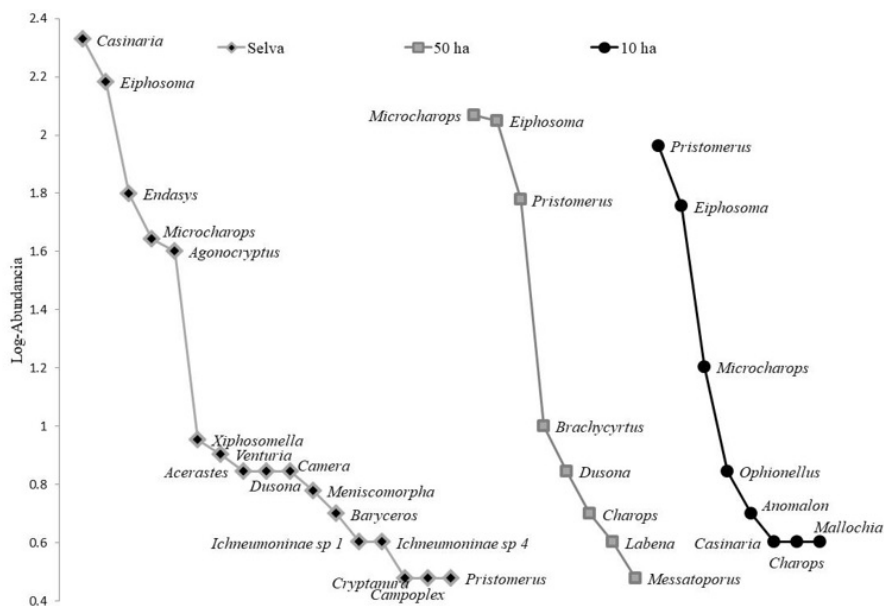 2.4
2.2
2
1.8
1.6
1.4
1.2
1
0.8
0.6
0.4
Log-Abundancia
Selva
50 ha
10 ha
Casinaria
Eiphosoma
Endasys
Microcharops
Agonocryptus
Xiphosomella
Venturia
Acerastes
Dusona
Camera
Meniscomorpha
Baryceros
Ichneumoninae sp 1
Ichneumoninae sp 4
Cryptanura
Campoplex
Pristomerus
Microcharops
Eiphosoma
Pristomerus
Brachycyrtus
Dusona
Charops
Labena
Messatoporus
Pristomerus
Eiphosoma
Microcharops
Ophionellus
Anomalon
Casinaria
Charops
Mallochia